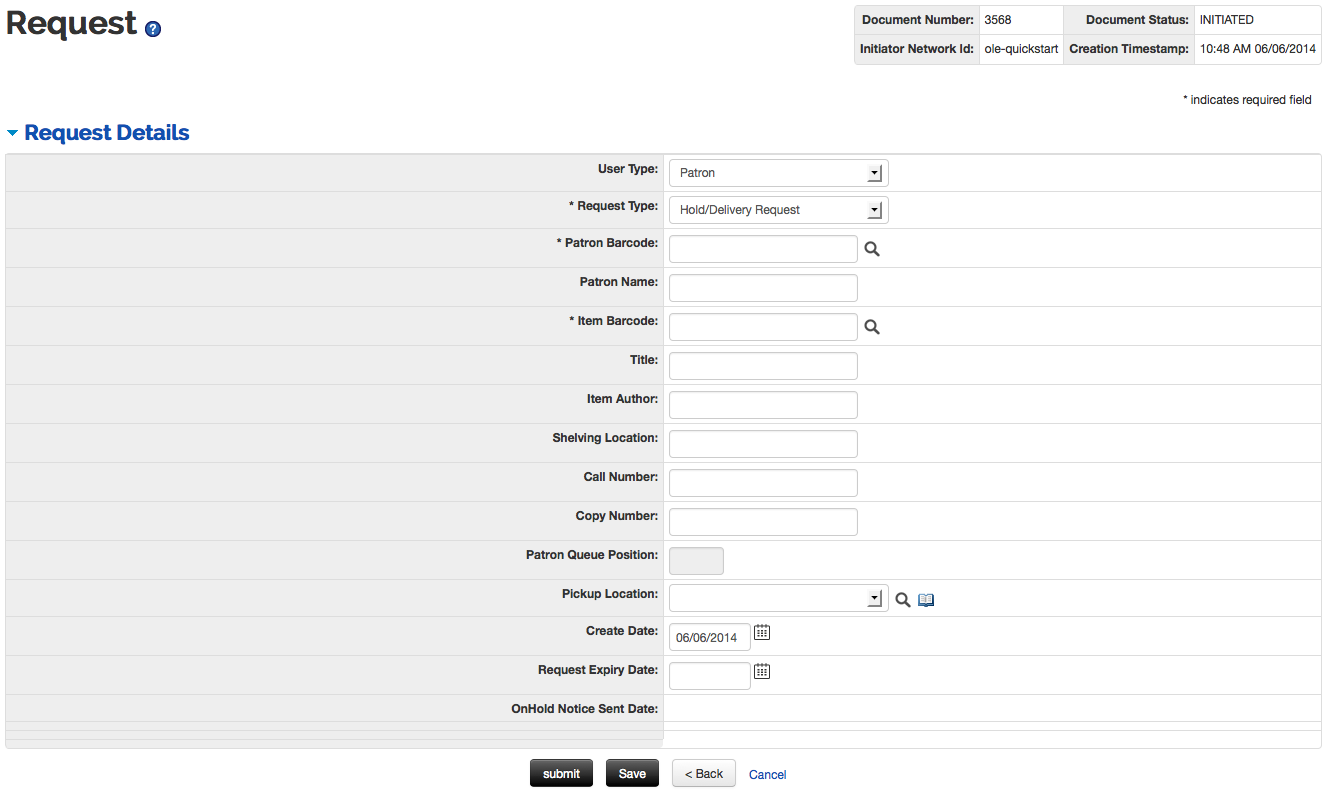 Request ?
Document Number: 3568 Document Status: INITIATED
Initiator Network Id: ole-quickstart Creation Timestamp: 10:48 AM 06/06/2014
* indicates required field
Request Details
User Type: Patron
* Request Type: Hold/Delivery Request
* Patron Barcode:
Patron Name:
* Item Barcode:
Title:
Item Author:
Shelving Location:
Call Number:
Copy Number:
Patron Queue Position:
Pickup Location:
Create Date: 06/06/2014
Request Expiry Date:
OnHold Notice Sent Date:
submit Save < Back Cancel